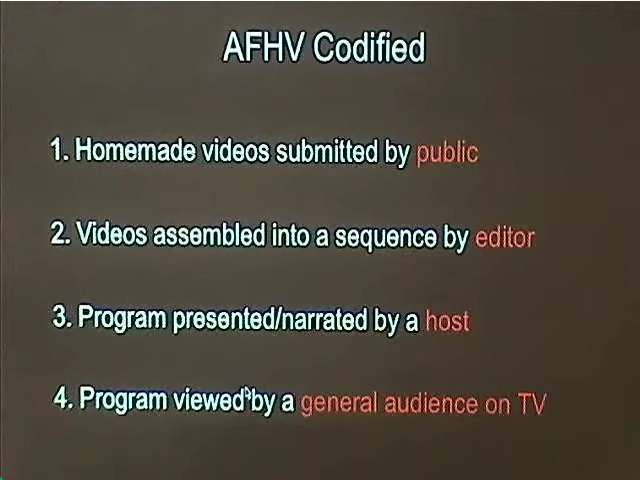 AFHV Codified
1. Homemade videos submitted by public
2. Videos assembled into a sequence by editor
3. Program presented/narrated by a host
4. Program viewed by a general audience on TV